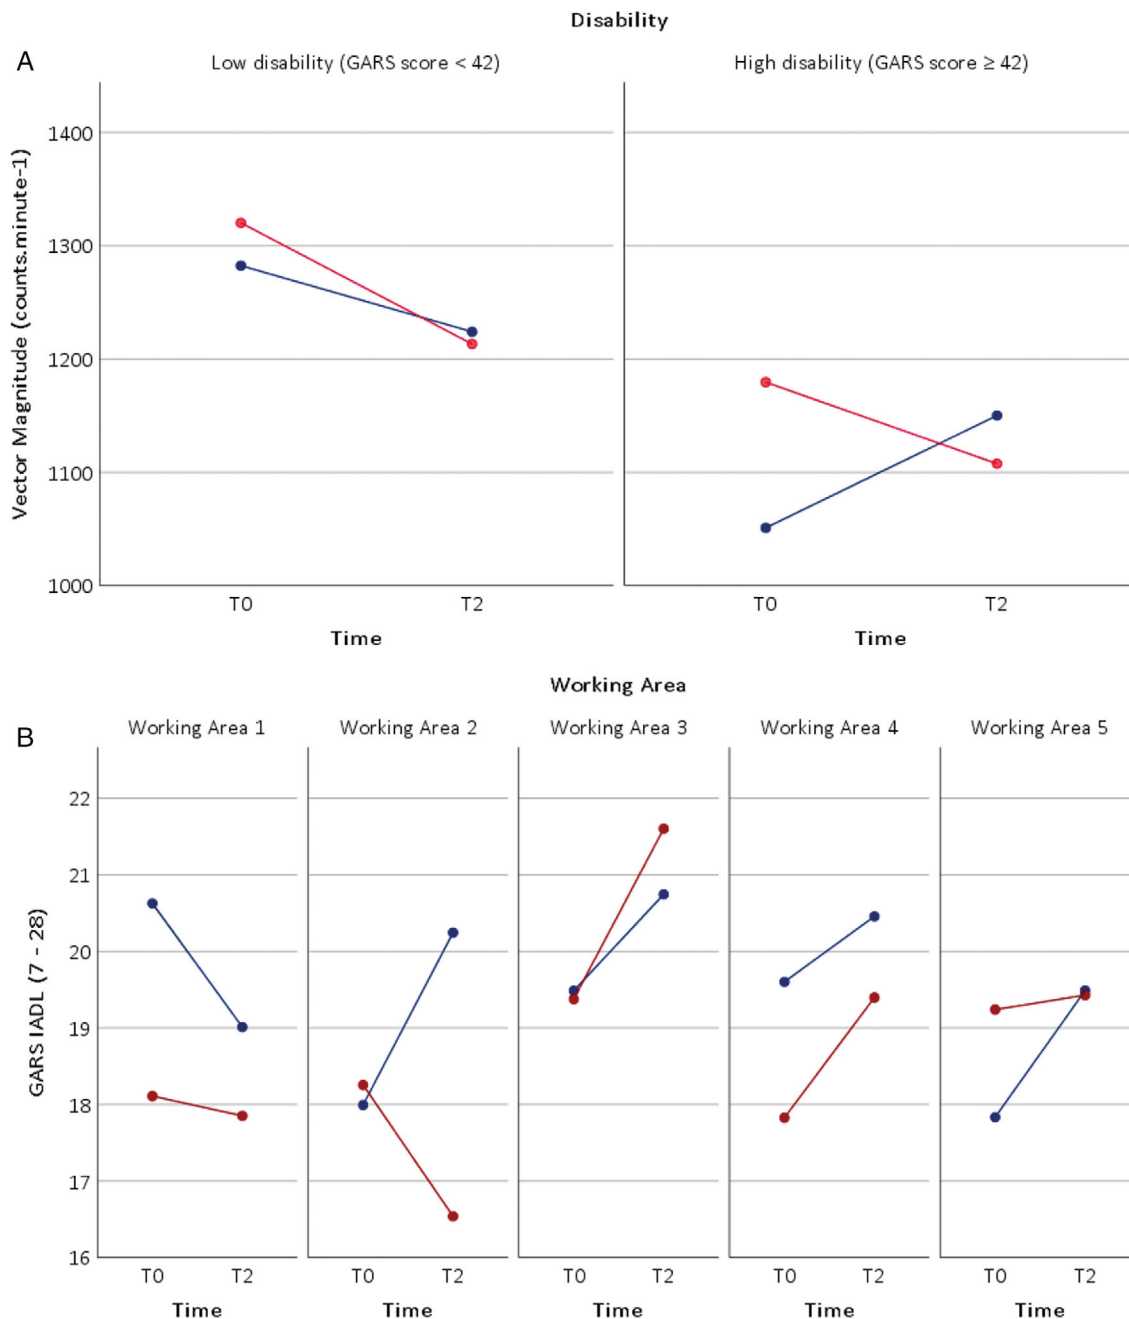 Disability
A
Low disability (GARS score < 42)
High disability (GARS score ≥ 42)
Vector Magnitude (counts.minute-1)
1400
1300
1200
1100
1000
T0 T2
T0 T2
Time
Time
Working Area
B
Working Area 1
Working Area 2
Working Area 3
Working Area 4
Working Area 5
GARS IADL (7 - 28)
22
21
20
19
18
17
16
T0 T2
T0 T2
T0 T2
T0 T2
T0 T2
Time
Time
Time
Time
Time